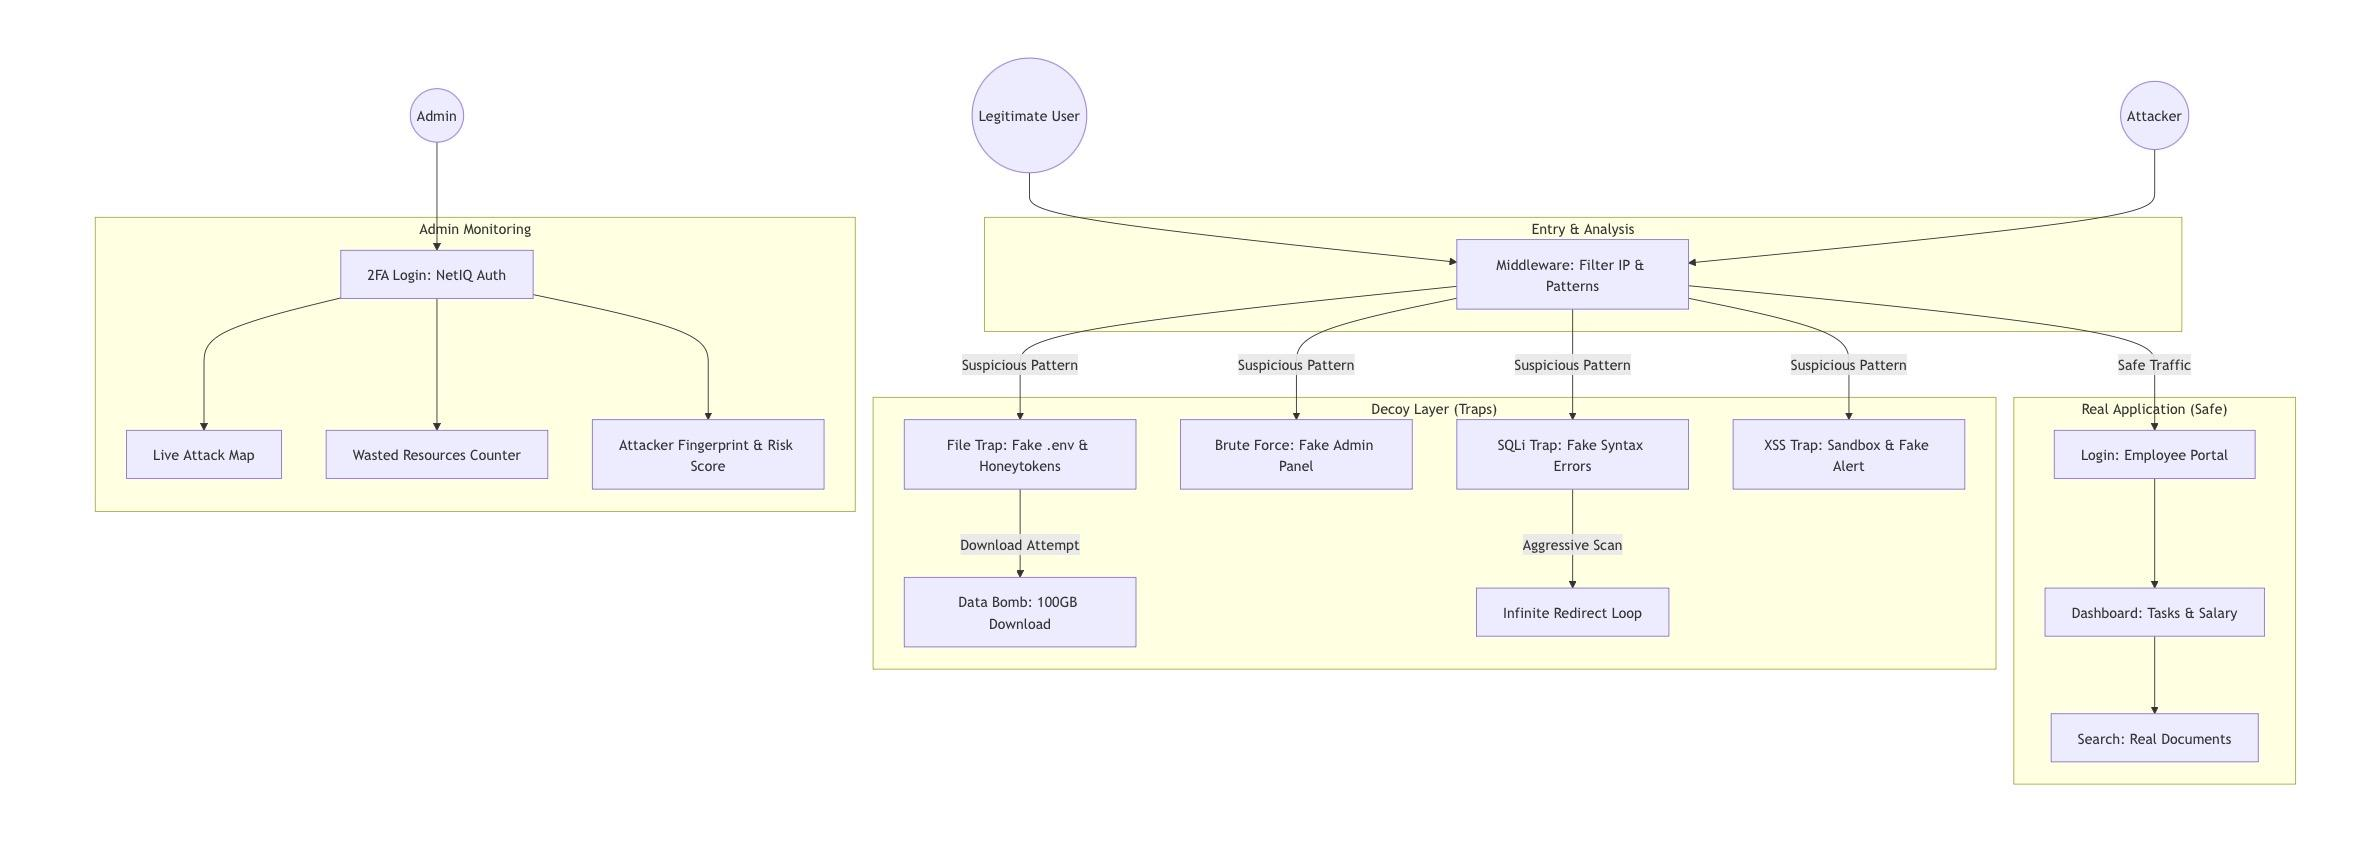 Admin
Legitimate User
Attacker
Admin Monitoring
2FA Login: NetIQ Auth
Entry & Analysis
Middleware: Filter IP &
Patterns
Suspicious Pattern
Suspicious Pattern
Suspicious Pattern
Suspicious Pattern
Safe Traffic
Live Attack Map
Wasted Resources Counter
Attacker Fingerprint & Risk
Score
Decoy Layer (Traps)
File Trap: Fake .env &
Honeytokens
Brute Force: Fake Admin
Panel
SQLi Trap: Fake Syntax
Errors
XSS Trap: Sandbox & Fake
Alert
Real Application (Safe)
Login: Employee Portal
Download Attempt
Aggressive Scan
Data Bomb: 100GB
Download
Infinite Redirect Loop
Dashboard: Tasks & Salary
Search: Real Documents